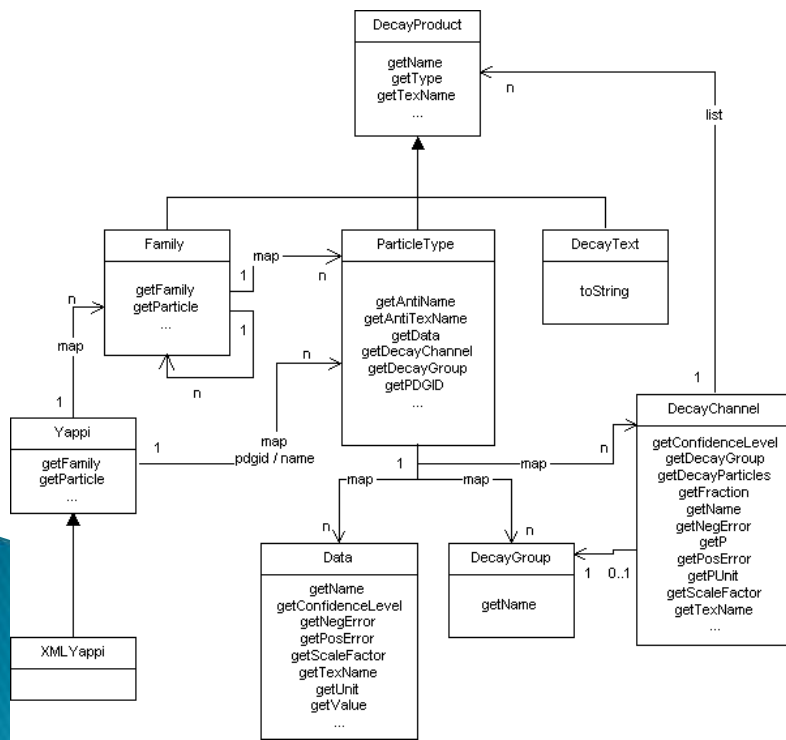 DecayProduct
getName
getType
getTexName
...
n
list
Family
getFamily
getParticle
...
1
map
n
1
n
ParticleType
getAntiName
getAntiTexName
getData
getDecayChannel
getDecayGroup
getPDGID
...
DecayText
toString
n
map
1
n
Yappi
getFamily
getParticle
...
1
map
pdgid / name
1
map
map
map
n
n
n
1
DecayChannel
getConfidenceLevel
getDecayGroup
getDecayParticles
getFraction
getName
getNegError
getP
getPosError
getPUnit
getScaleFactor
getTexName
...
Data
getName
getConfidenceLevel
getNegError
getPosError
getScaleFactor
getTexName
getUnit
getValue
...
DecayGroup
getName
1
0..1
XMLYappi